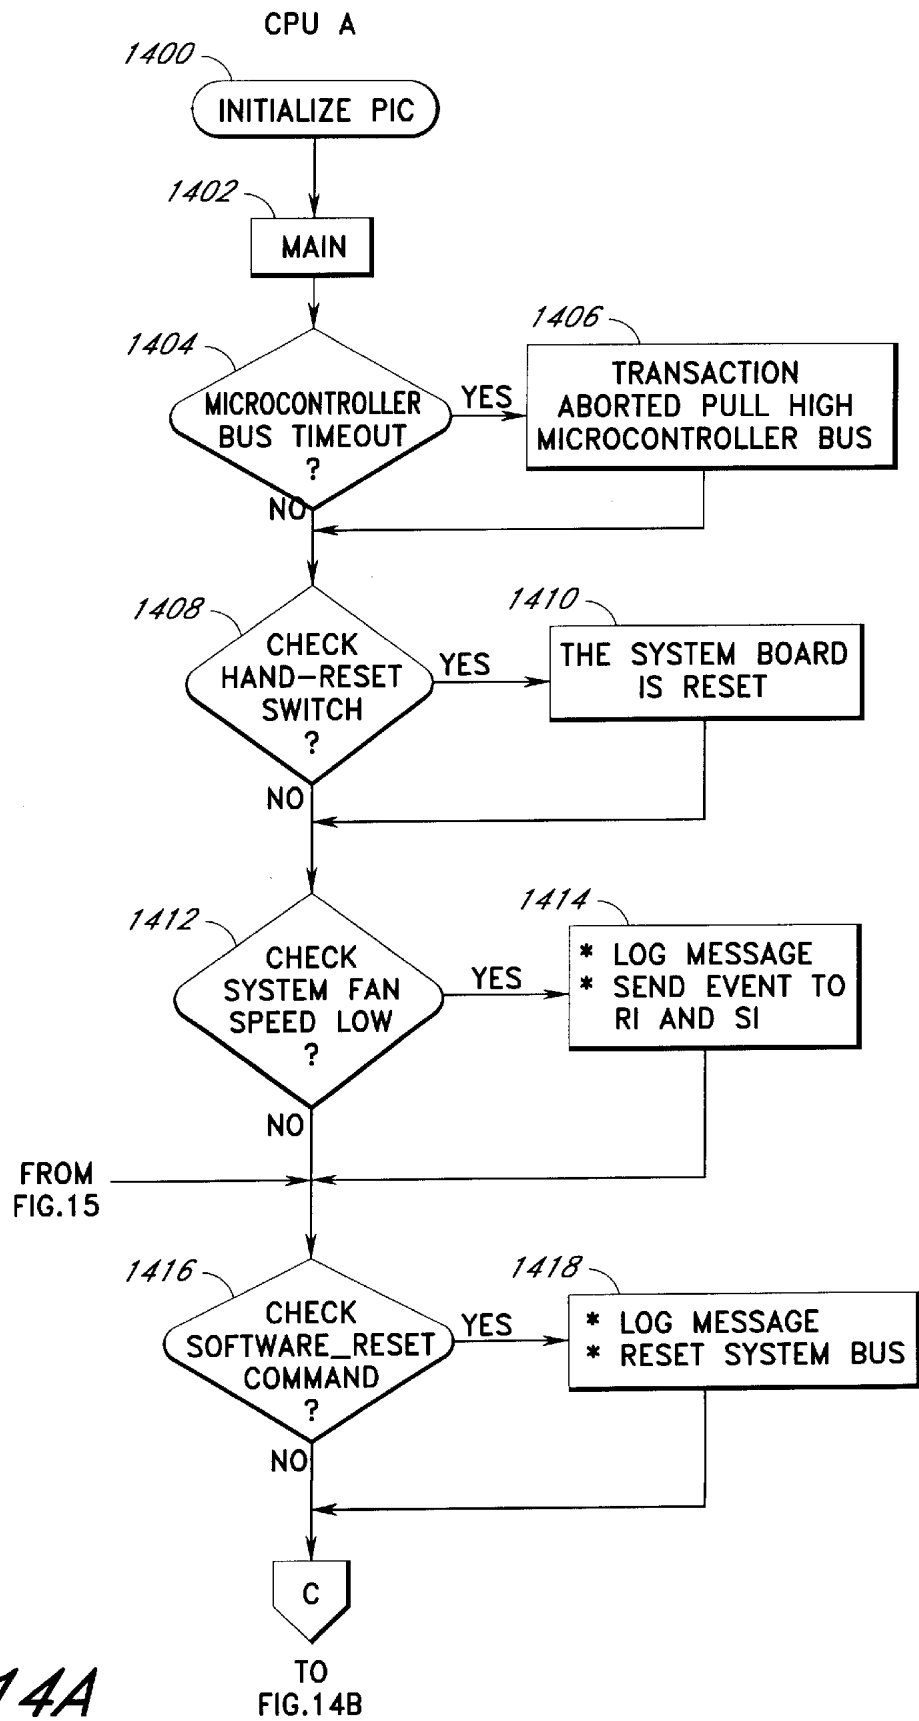 CPU A
1400
INITIALIZE PIC
1402
MAIN
1404
MICROCONTROLLER
BUS TIMEOUT
?
YES
1406
TRANSACTION
ABORTED PULL HIGH
MICROCONTROLLER BUS
NO
1408
CHECK
HAND-RESET
SWITCH
?
YES
1410
THE SYSTEM BOARD
IS RESET
NO
1412
CHECK
SYSTEM FAN
SPEED LOW
?
YES
1414
* LOG MESSAGE
* SEND EVENT TO
RI AND SI
NO
FROM
FIG.15
1416
CHECK
SOFTWARE_RESET
COMMAND
?
YES
1418
* LOG MESSAGE
* RESET SYSTEM BUS
NO
C
TO
FIG.14B
14A